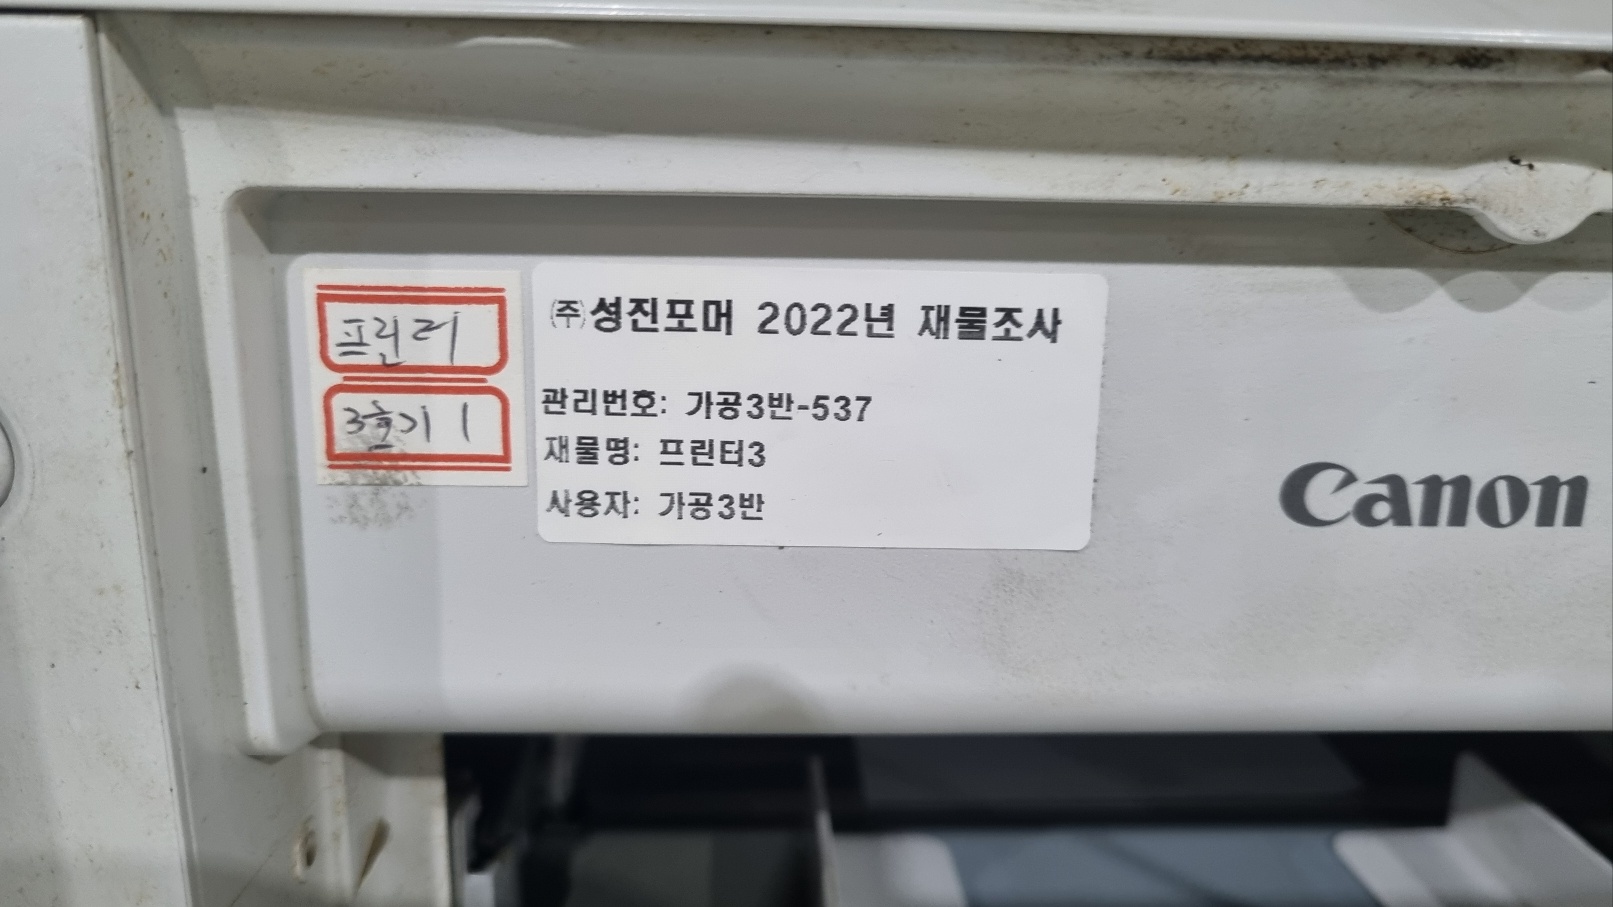 프린터
3호기 1
㈜성진포머 2022년 재물조사
관리번호: 가공3반-537
재물명: 프린터3
사용자: 가공3반
Canon